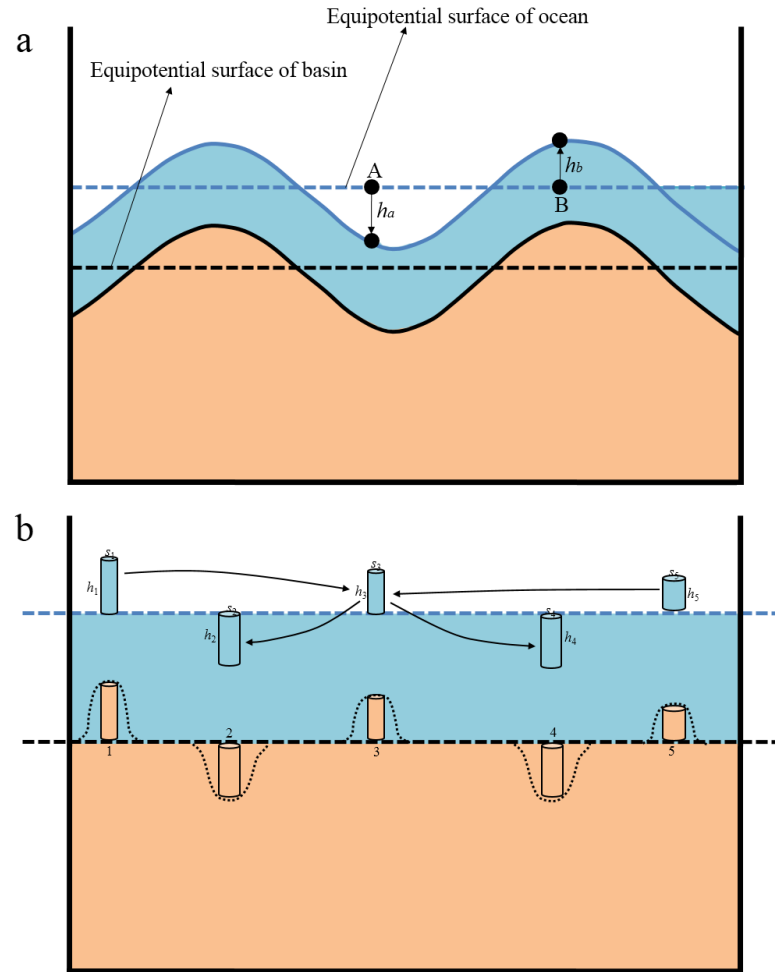 a
Equipotential surface of ocean
Equipotential surface of basin
A
hb
B
ha
b
s1
h1
s2
h2
s3
h3
s4
h4
s5
h5
1
2
3
4
5